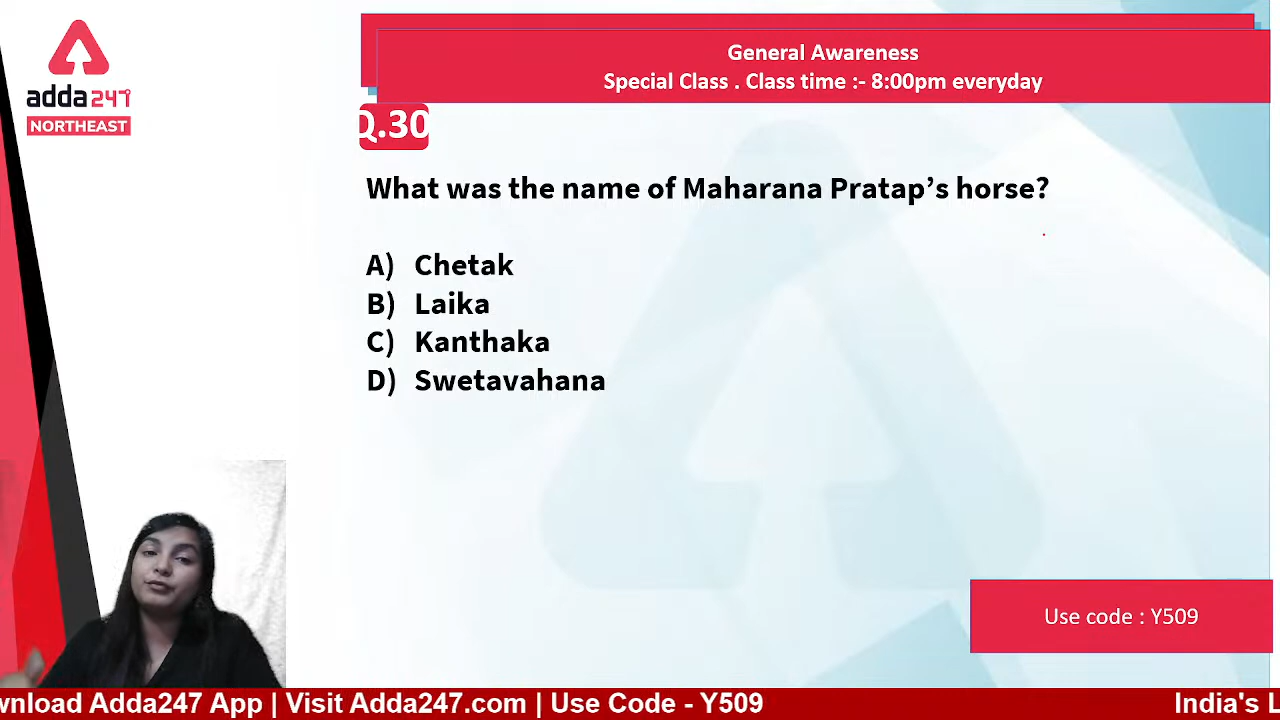 adda247
NORTHEAST
General Awareness
Special Class . Class time :- 8:00pm everyday
Q.30
What was the name of Maharana Pratap’s horse?
A) Chetak
B) Laika
C) Kanthaka
D) Swetavahana
Use code : Y509
wnload Adda247 App | Visit Adda247.com | Use Code - Y509 India's L